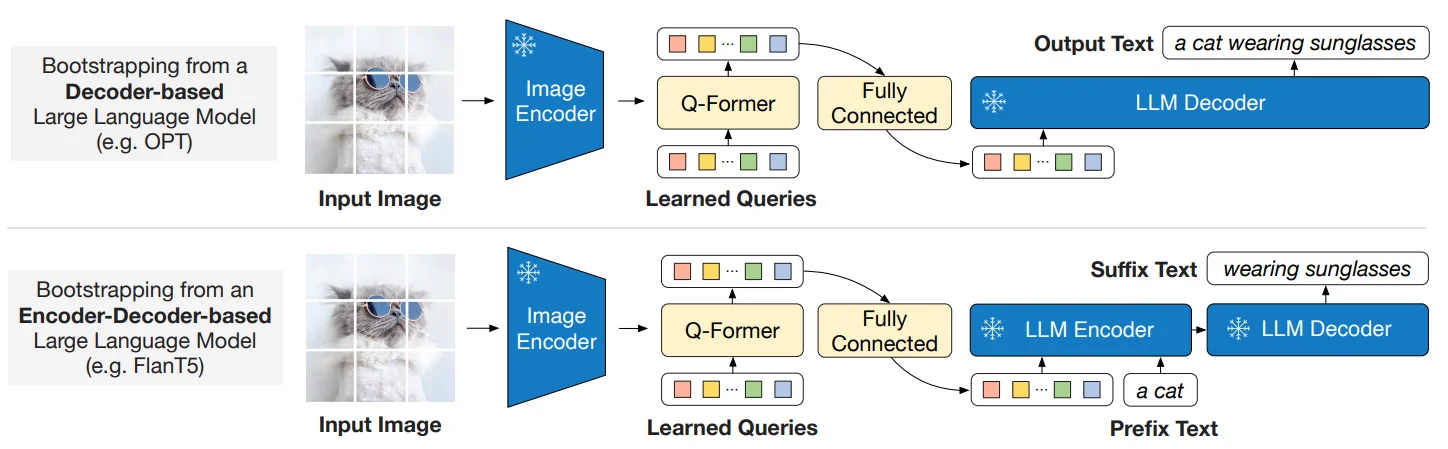 Bootstrapping from a
Decoder-based
Large Language Model
(e.g. OPT)
Input Image
Image
Encoder
...
Q-Former
...
Learned Queries
Fully
Connected
Output Text
a cat wearing sunglasses
LLM Decoder
...
Bootstrapping from an
Encoder-Decoder-based
Large Language Model
(e.g. FlanT5)
Input Image
Image
Encoder
...
Q-Former
...
Learned Queries
Fully
Connected
Suffix Text
wearing sunglasses
LLM Encoder
LLM Decoder
...
a cat
Prefix Text